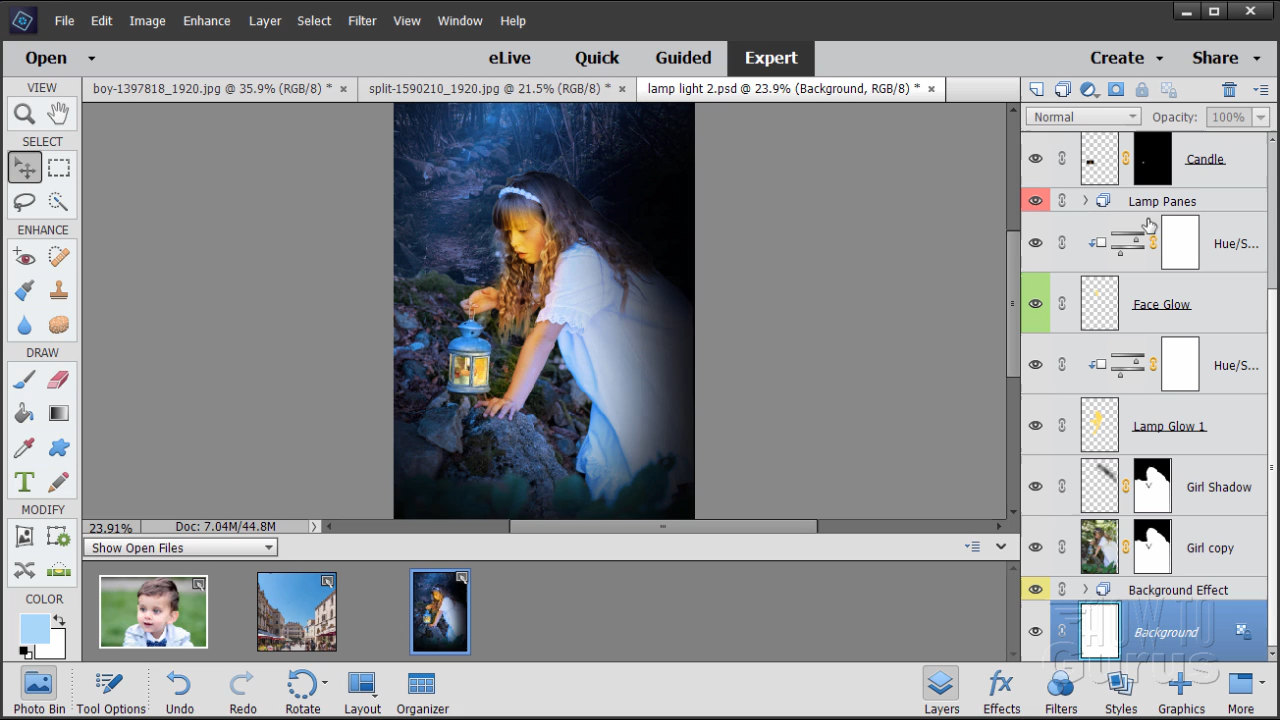 File Edit Image Enhance Layer Select Filter View Window Help
Open eLive Quick Guided Expert Create Share
VIEW
boy-1397818_1920.jpg @ 35.9% (RGB/8) * split-1590210_1920.jpg @ 21.5% (RGB/8) * lamp light 2.psd @ 23.9% (Background, RGB/8) *
Normal Opacity: 100%
SELECT
Candle
Lamp Panes
ENHANCE
Hue/S...
Face Glow
DRAW
Hue/S...
Lamp Glow 1
T
Girl Shadow
MODIFY
23.91% Doc: 7.04M/44.8M
Show Open Files
Girl copy
COLOR
Background Effect
Background
HOW TO
Gurus
Photo Bin Tool Options Undo Redo Rotate Layout Organizer Layers Effects Filters Styles Graphics More